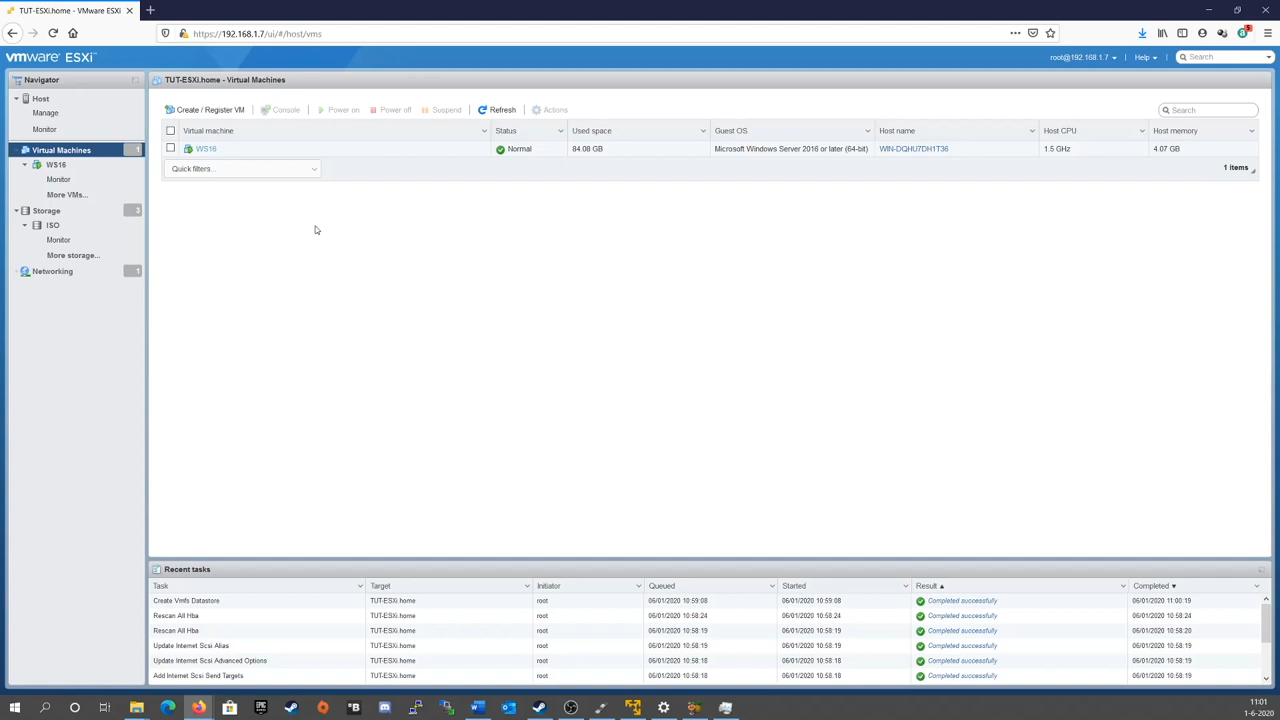 TUT-ESXi.home - VMware ESXi
https://192.168.1.7/ui/#/host/vms
vmware ESXi™
root@192.168.1.7 | Help | Search
Navigator
TUT-ESXi.home - Virtual Machines
Host
Manage
Monitor
Virtual Machines 1
WS16
Monitor
More VMs...
Storage 3
ISO
Monitor
More storage...
Networking 1
Create / Register VM | Console | Power on Power off Suspend | Refresh | Actions
Search
Virtual machine Status Used space Guest OS Host name Host CPU Host memory
WS16 Normal 84.08 GB Microsoft Windows Server 2016 or later (64-bit) WIN-DQHU7DH1T36 1.5 GHz 4.07 GB
Quick filters...
1 items
Recent tasks
Task Target Initiator Queued Started Result ▲ Completed ▼
Create Vmfs Datastore TUT-ESXi.home root 06/01/2020 10:59:08 06/01/2020 10:59:08 Completed successfully 06/01/2020 11:00:19
Rescan All Hba TUT-ESXi.home root 06/01/2020 10:58:24 06/01/2020 10:58:24 Completed successfully 06/01/2020 10:58:24
Rescan All Hba TUT-ESXi.home root 06/01/2020 10:58:19 06/01/2020 10:58:19 Completed successfully 06/01/2020 10:58:20
Update Internet Scsi Alias TUT-ESXi.home root 06/01/2020 10:58:19 06/01/2020 10:58:19 Completed successfully 06/01/2020 10:58:19
Update Internet Scsi Advanced Options TUT-ESXi.home root 06/01/2020 10:58:18 06/01/2020 10:58:18 Completed successfully 06/01/2020 10:58:19
Add Internet Scsi Send Targets TUT-ESXi.home root 06/01/2020 10:58:18 06/01/2020 10:58:18 Completed successfully 06/01/2020 10:58:19
11:01
1-6-2020